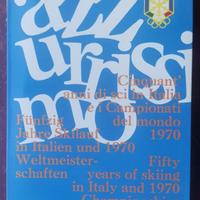 azz
urrissi
mo
Cinquant'
anni di sci in Italia
e i Campionati
del mondo
1970
Fünfzig
Jahre Skilauf
in Italien und 1970
Weltmeister-
schaften
Fifty
years of skiing
in Italy and 1970